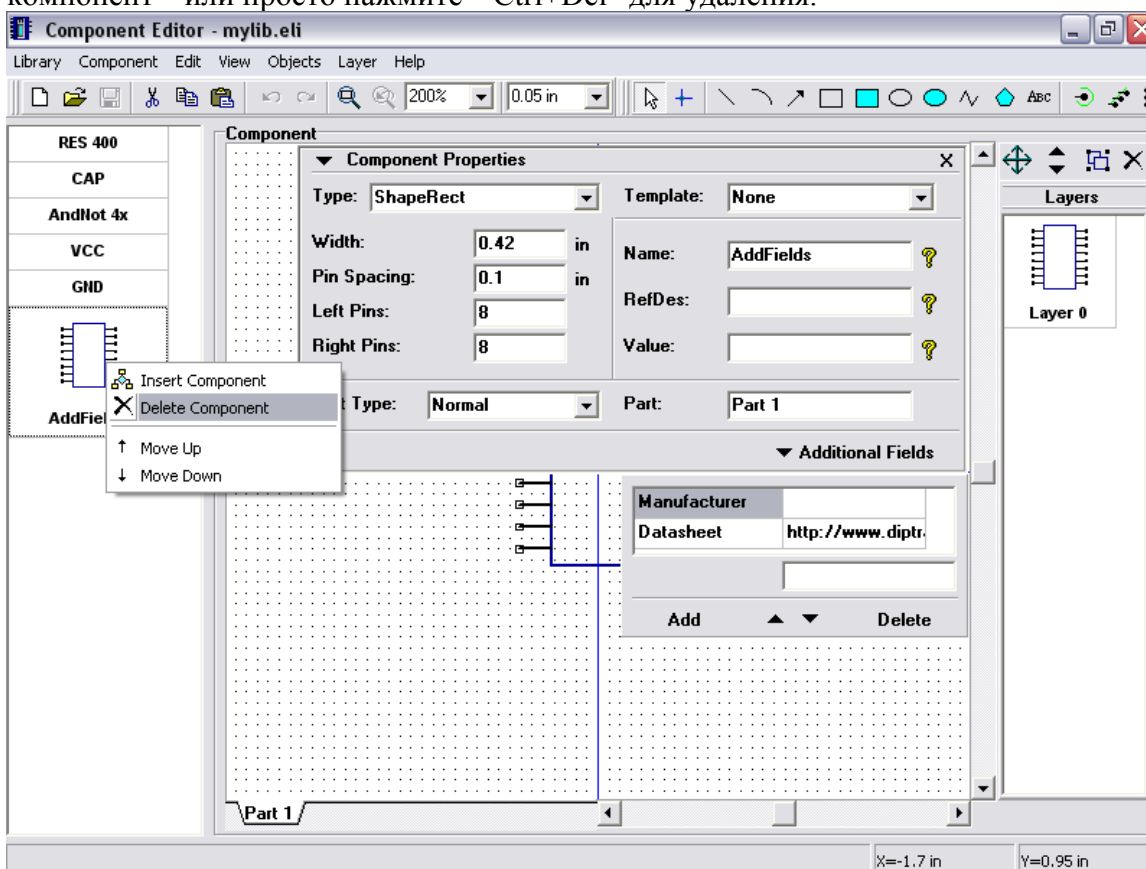 компонент" или просто нажмите "Ctrl+Del" для удаления.
Component Editor - mylib.eli
Library Component Edit View Objects Layer Help
200% 0.05 in ABC
RES 400
CAP
AndNot 4x
VCC
GND
AddFiel
Insert Component
Delete Component
Move Up
Move Down
Component
Component Properties X
Type: ShapeRect Template: None
Width: 0.42 in
Pin Spacing: 0.1 in
Left Pins: 8
Right Pins: 8
Name: AddFields ?
RefDes: ?
Value: ?
Type: Normal Part: Part 1
Additional Fields
Manufacturer
Datasheet http://www.diptr
Add Delete
Part 1
Layers
Layer 0
X=-1.7 in Y=0.95 in